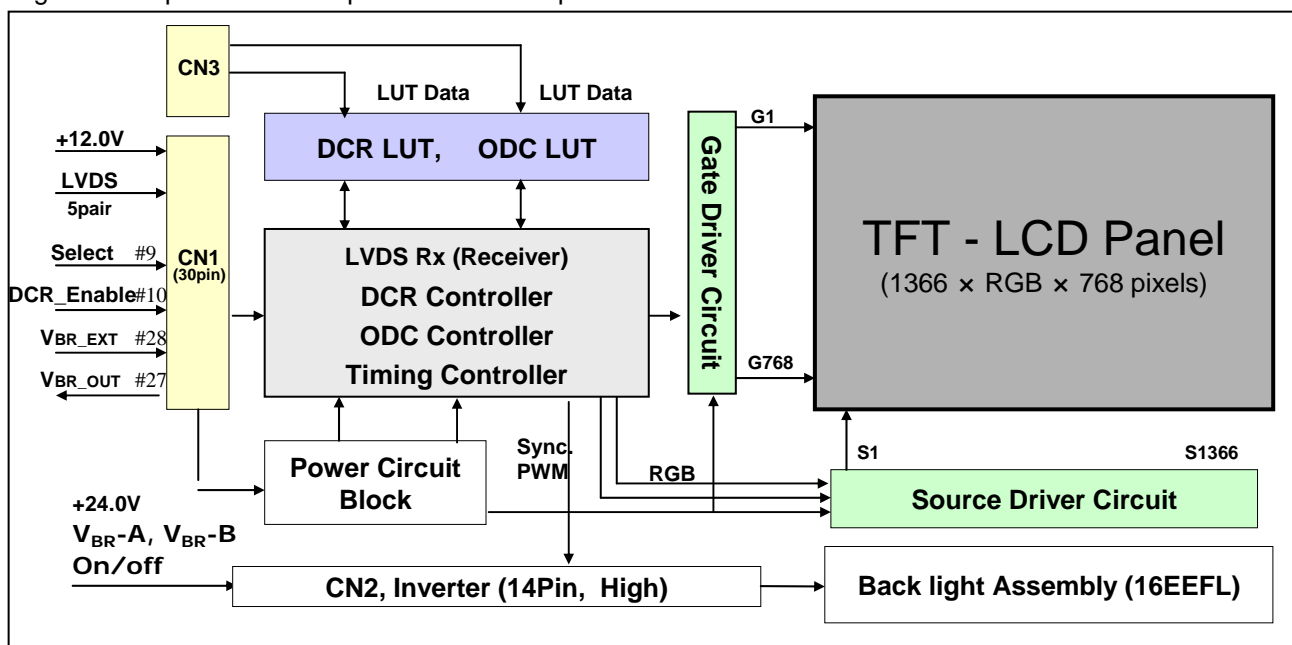 CN3
LUT Data
LUT Data
DCR LUT, ODC LUT
+12.0V
LVDS
5pair
Select #9
DCR_Enable#10
VBR_EXT #28
VBR_OUT #27
CN1
(30pin)
LVDS Rx (Receiver)
DCR Controller
ODC Controller
Timing Controller
Gate Driver Circuit
G1
G768
TFT - LCD Panel
(1366 × RGB × 768 pixels)
S1
S1366
Power Circuit
Block
Sync.
PWM
RGB
Source Driver Circuit
+24.0V
VBR-A, VBR-B
On/off
CN2, Inverter (14Pin, High)
Back light Assembly (16EEFL)